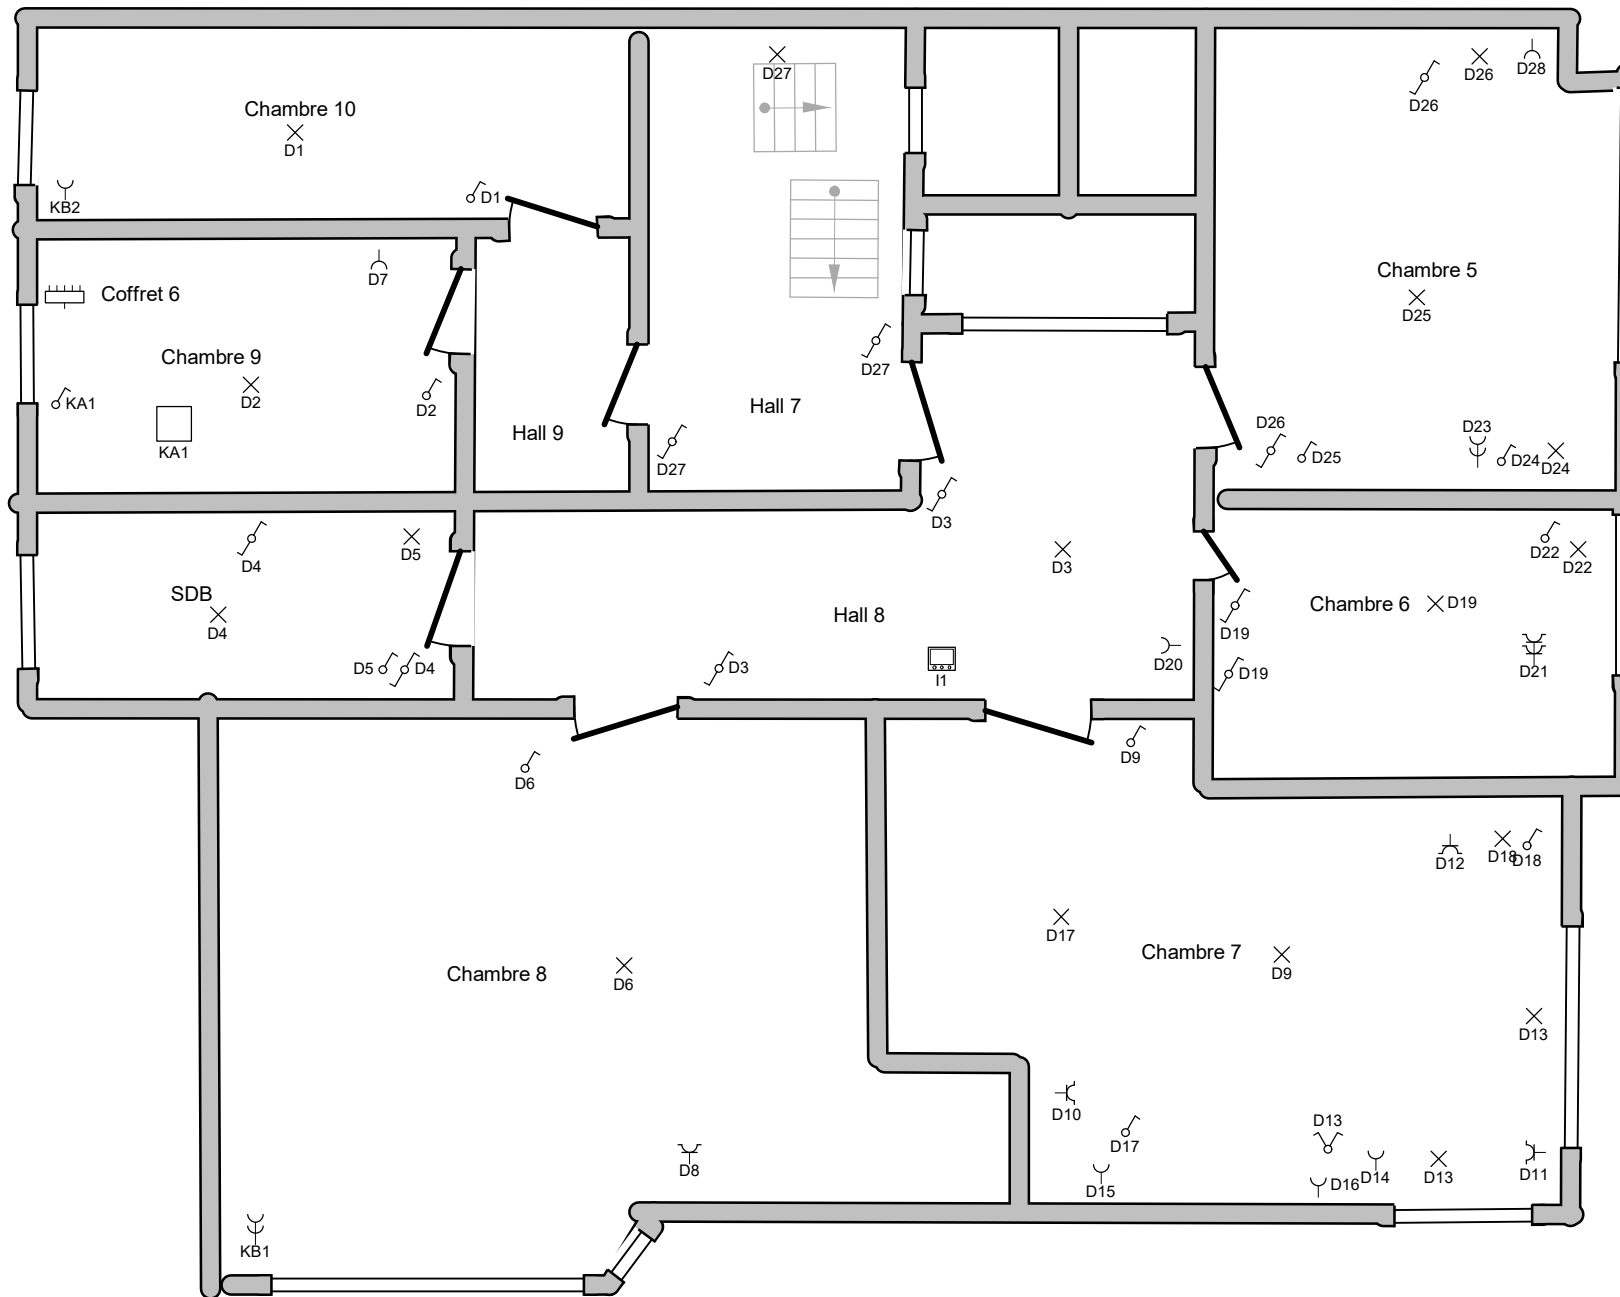 D27
D26
D28
D26
Chambre 10
D1
KB2
D1
D7
Coffret 6
Chambre 5
D25
Chambre 9
D2
D2
KA1
KA1
D27
Hall 7
Hall 9
D27
D26
D25
D23
D24
D24
D3
D4
D5
D3
D22
D22
SDB
D4
Hall 8
Chambre 6
D19
D19
D5
D4
D3
I1
D20
D19
D21
D6
D9
D12
D18
D18
D17
Chambre 7
D9
Chambre 8
D6
D13
D10
D17
D13
D8
D15
D16
D14
D13
D11
KB1